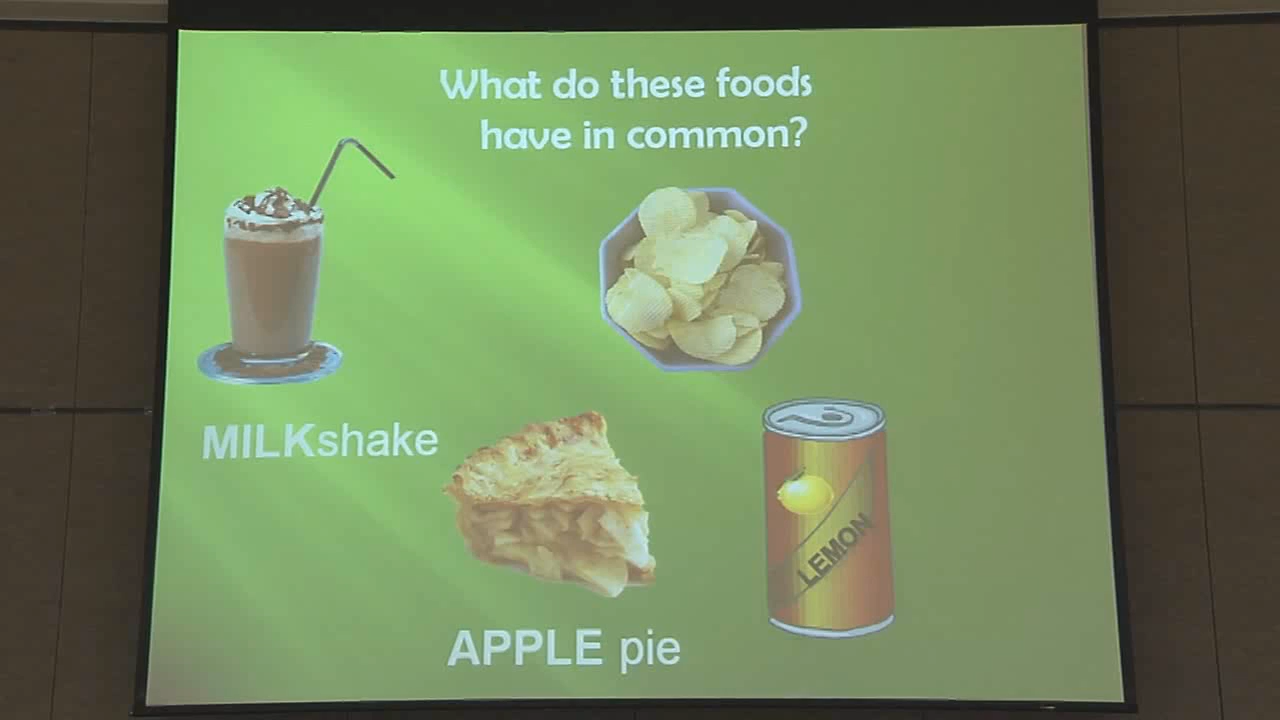 What do these foods
have in common?
MILKshake
LEMON
APPLE pie